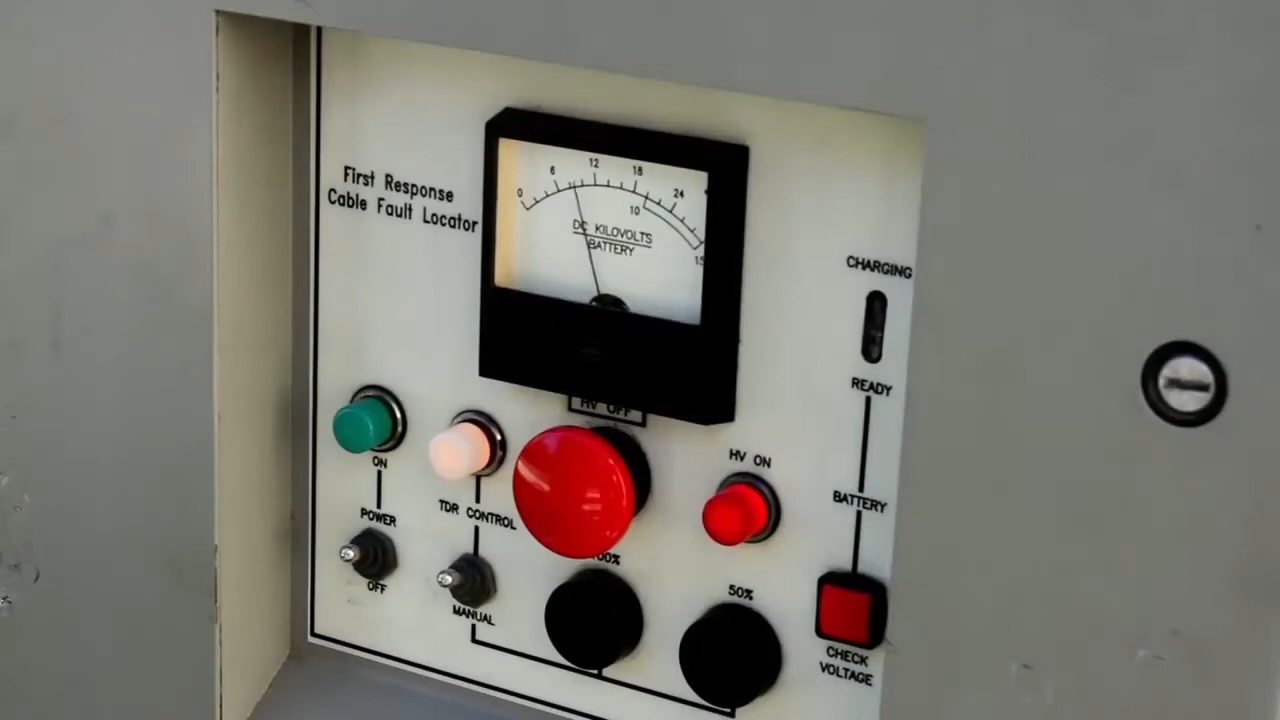 First Response
Cable Fault Locator
0 6 12 18 24
10
15
DC KILOVOLTS
BATTERY
CHARGING
READY
HV OFF
HV ON
ON
BATTERY
POWER
TDR CONTROL
OFF
50%
MANUAL
CHECK
VOLTAGE